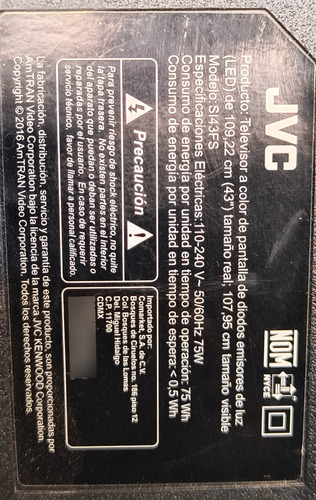 JVC
NOM
NYCE
Producto: Televisor a color de pantalla de diodos emisores de luz
(LED) de 109,22 cm (43") tamaño real; 107,95 cm tamaño visible
Modelo: SI43FS
Especificaciones Eléctricas: 110-240 V~ 50/60Hz 75W
Consumo de energía por unidad en tiempo de operación: 75 Wh
Consumo de energía por unidad en tiempo de espera: < 0,5 Wh
Precaución
Para prevenir riesgo de shock eléctrico, no quite
la tapa trasera. No existen partes en el interior
del aparato que puedan o deban ser utilizadas o
reparadas por el usuario. En caso de requerir
servicio técnico, favor de llamar a personal calificado.
Importado por:
Comarket, S.A. de C.V.
Bosques de Ciruelos no. 186 piso 12
Col. Bosques de las Lomas
Del. Miguel Hidalgo
C.P. 11700
CDMX
La fabricación, distribución, servicio y garantía de este producto, son proporcionadas por
AmTRAN Video Corporation bajo la licencia de la marca JVC KENWOOD Corporation.
Copyright © 2016 AmTRAN Video Corporation. Todos los derechos reservados.